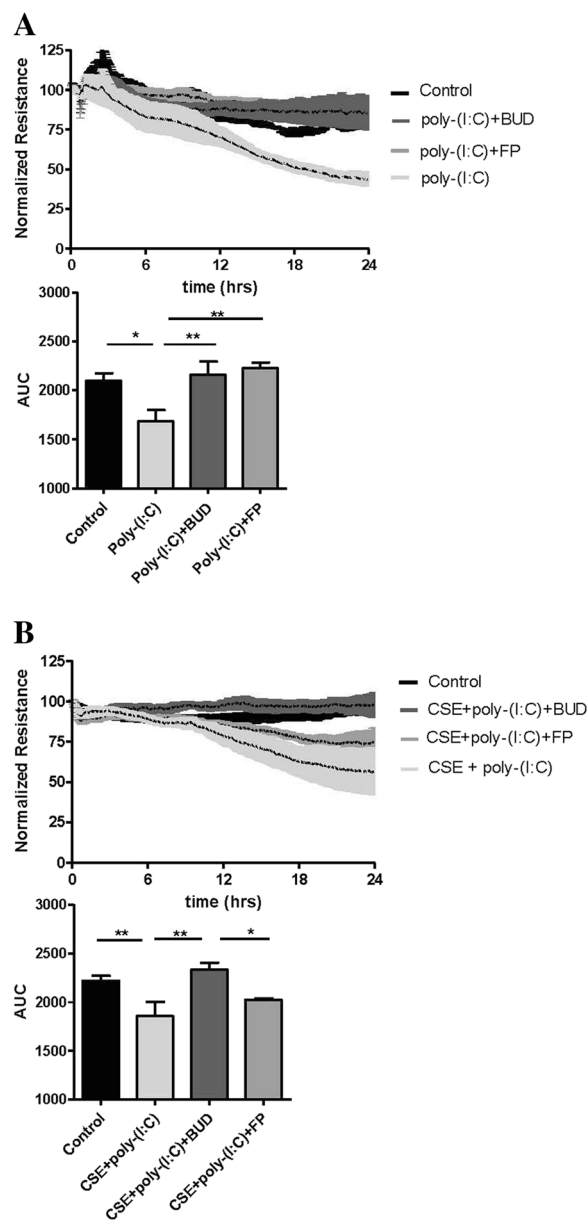 A
Normalized Resistance
125
100
75
50
25
0
0 6 12 18 24
time (hrs)
Control
poly-(I:C)+BUD
poly-(I:C)+FP
poly-(I:C)
AUC
3000
2500
2000
1500
1000
* ** **
Control
Poly-(I:C)
Poly-(I:C)+BUD
Poly-(I:C)+FP
B
Normalized Resistance
125
100
75
50
25
0
0 6 12 18 24
time (hrs)
Control
CSE+poly-(I:C)+BUD
CSE+poly-(I:C)+FP
CSE + poly-(I:C)
AUC
3000
2500
2000
1500
1000
** ** *
Control
CSE+poly-(I:C)
CSE+poly-(I:C)+BUD
CSE+poly-(I:C)+FP